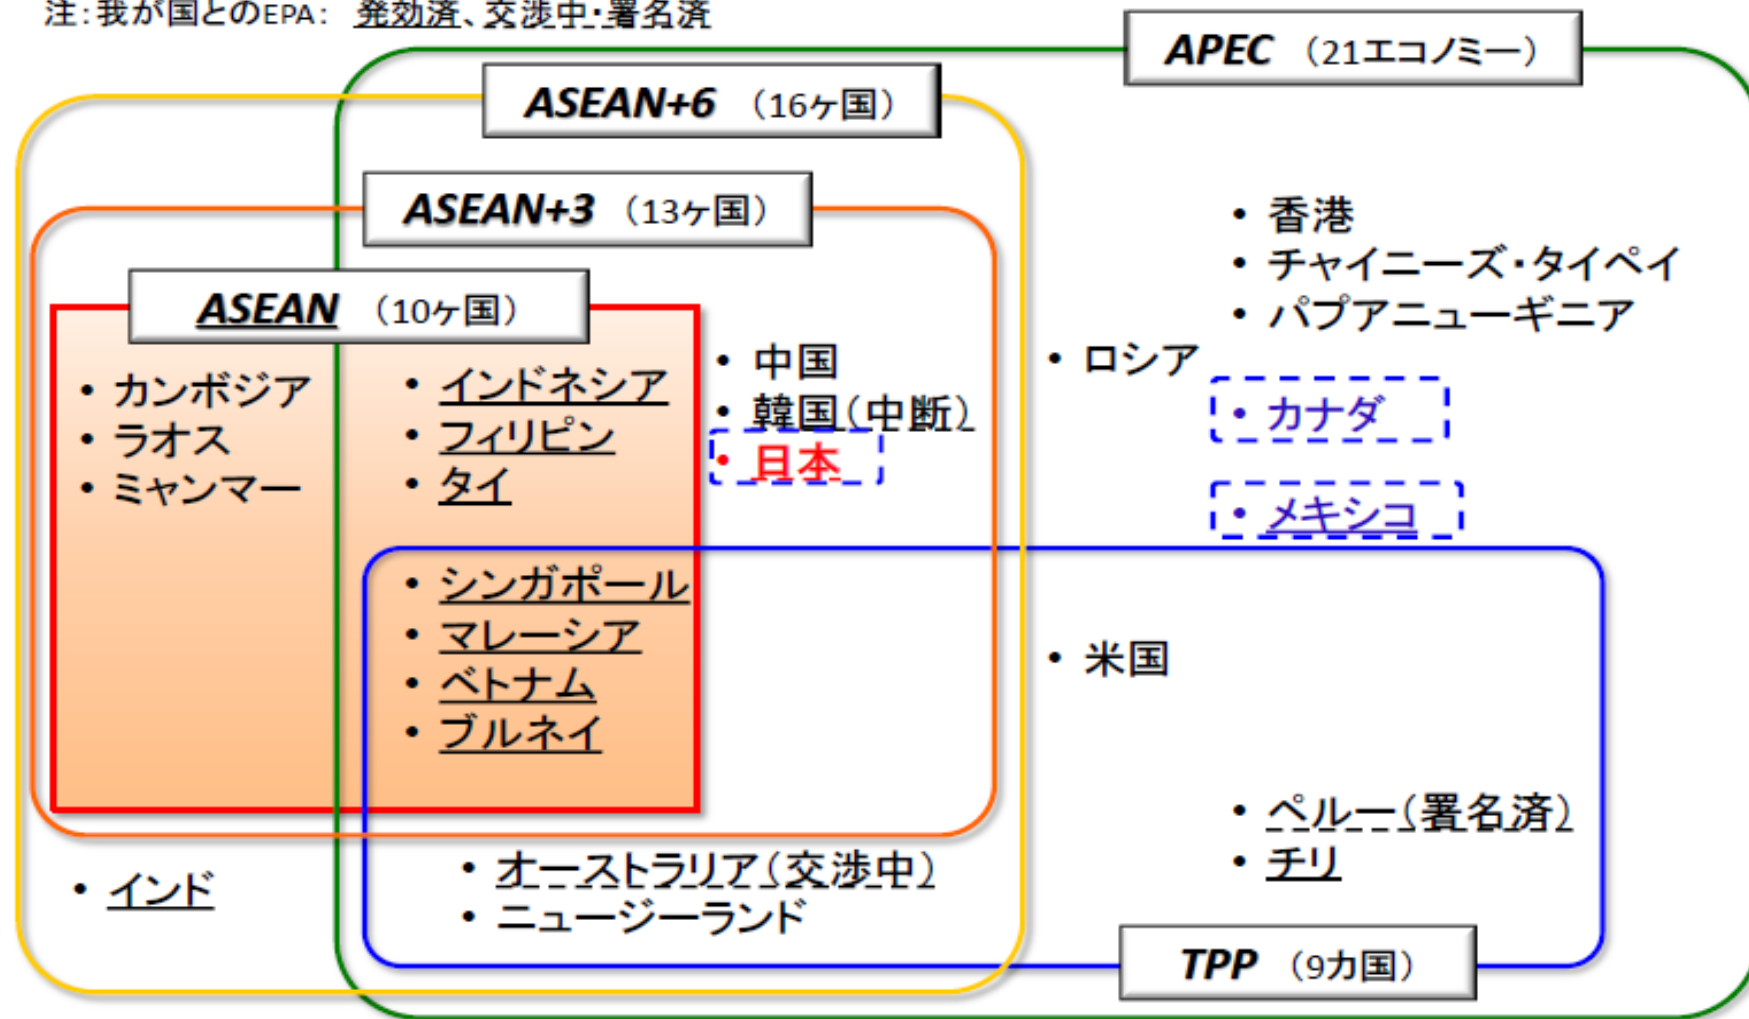 注：我が国とのEPA： 発効済、交渉中・署名済
APEC （21エコノミー）
ASEAN+6 （16ヶ国）
ASEAN+3 （13ヶ国）
ASEAN （10ヶ国）
・カンボジア
・ラオス
・ミャンマー
・インドネシア
・フィリピン
・タイ
・シンガポール
・マレーシア
・ベトナム
・ブルネイ
・中国
・韓国（中断）
・日本
・ロシア
・香港
・チャイニーズ・タイペイ
・パプアニューギニア
・カナダ
・メキシコ
・米国
・ペルー（署名済）
・チリ
・インド
・オーストラリア（交渉中）
・ニュージーランド
TPP （9カ国）